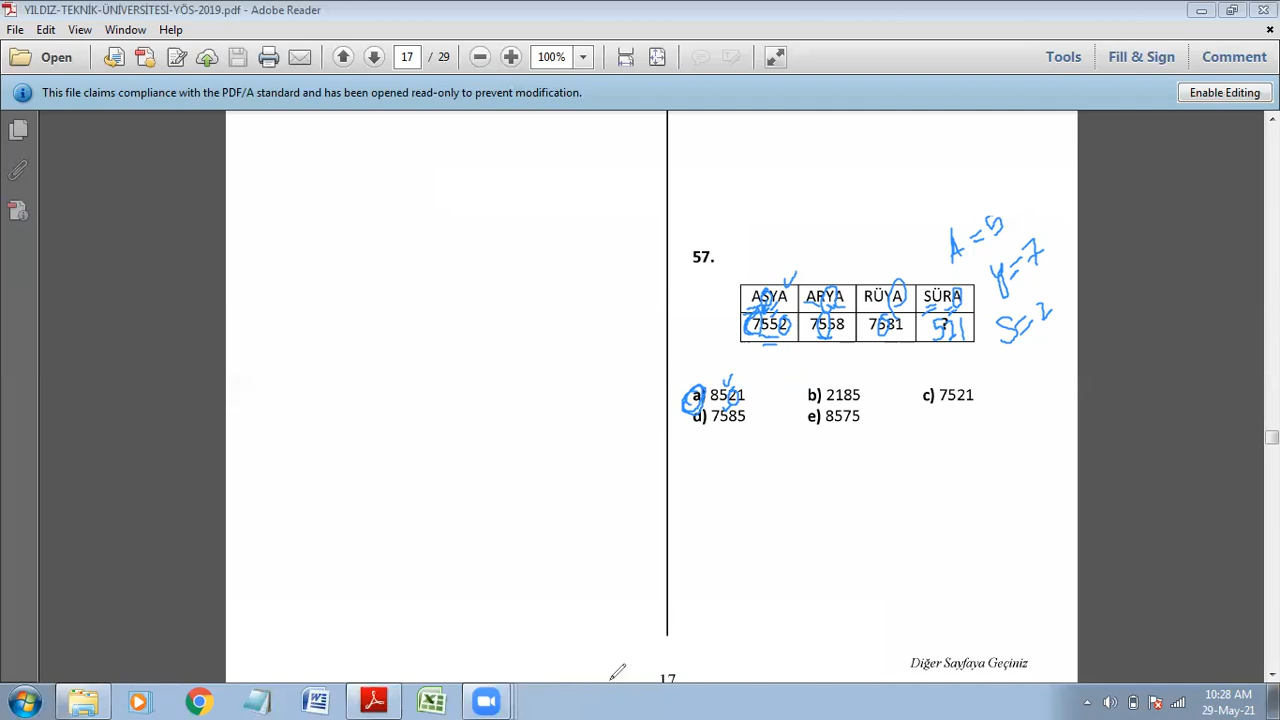 YILDIZ-TEKNİK-ÜNİVERSİTESİ-YÖS-2019.pdf - Adobe Reader
File Edit View Window Help
Open 17 / 29 100% Tools Fill & Sign Comment
This file claims compliance with the PDF/A standard and has been opened read-only to prevent modification. Enable Editing
A = 5
57.
Y = 7
ASYA ARYA RÜYA SÜRA
S = 2
7552 7558 7581 ?
a) 8521 b) 2185 c) 7521
d) 7585 e) 8575
Diğer Sayfaya Geçiniz
17
10:28 AM
29-May-21